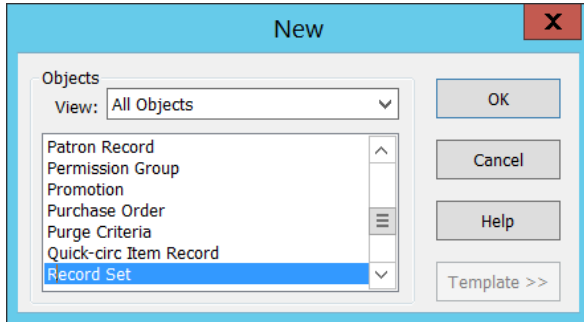 New
X
Objects
View: All Objects
OK
Patron Record
Permission Group
Promotion
Purchase Order
Purge Criteria
Quick-circ Item Record
Record Set
Cancel
Help
Template >>